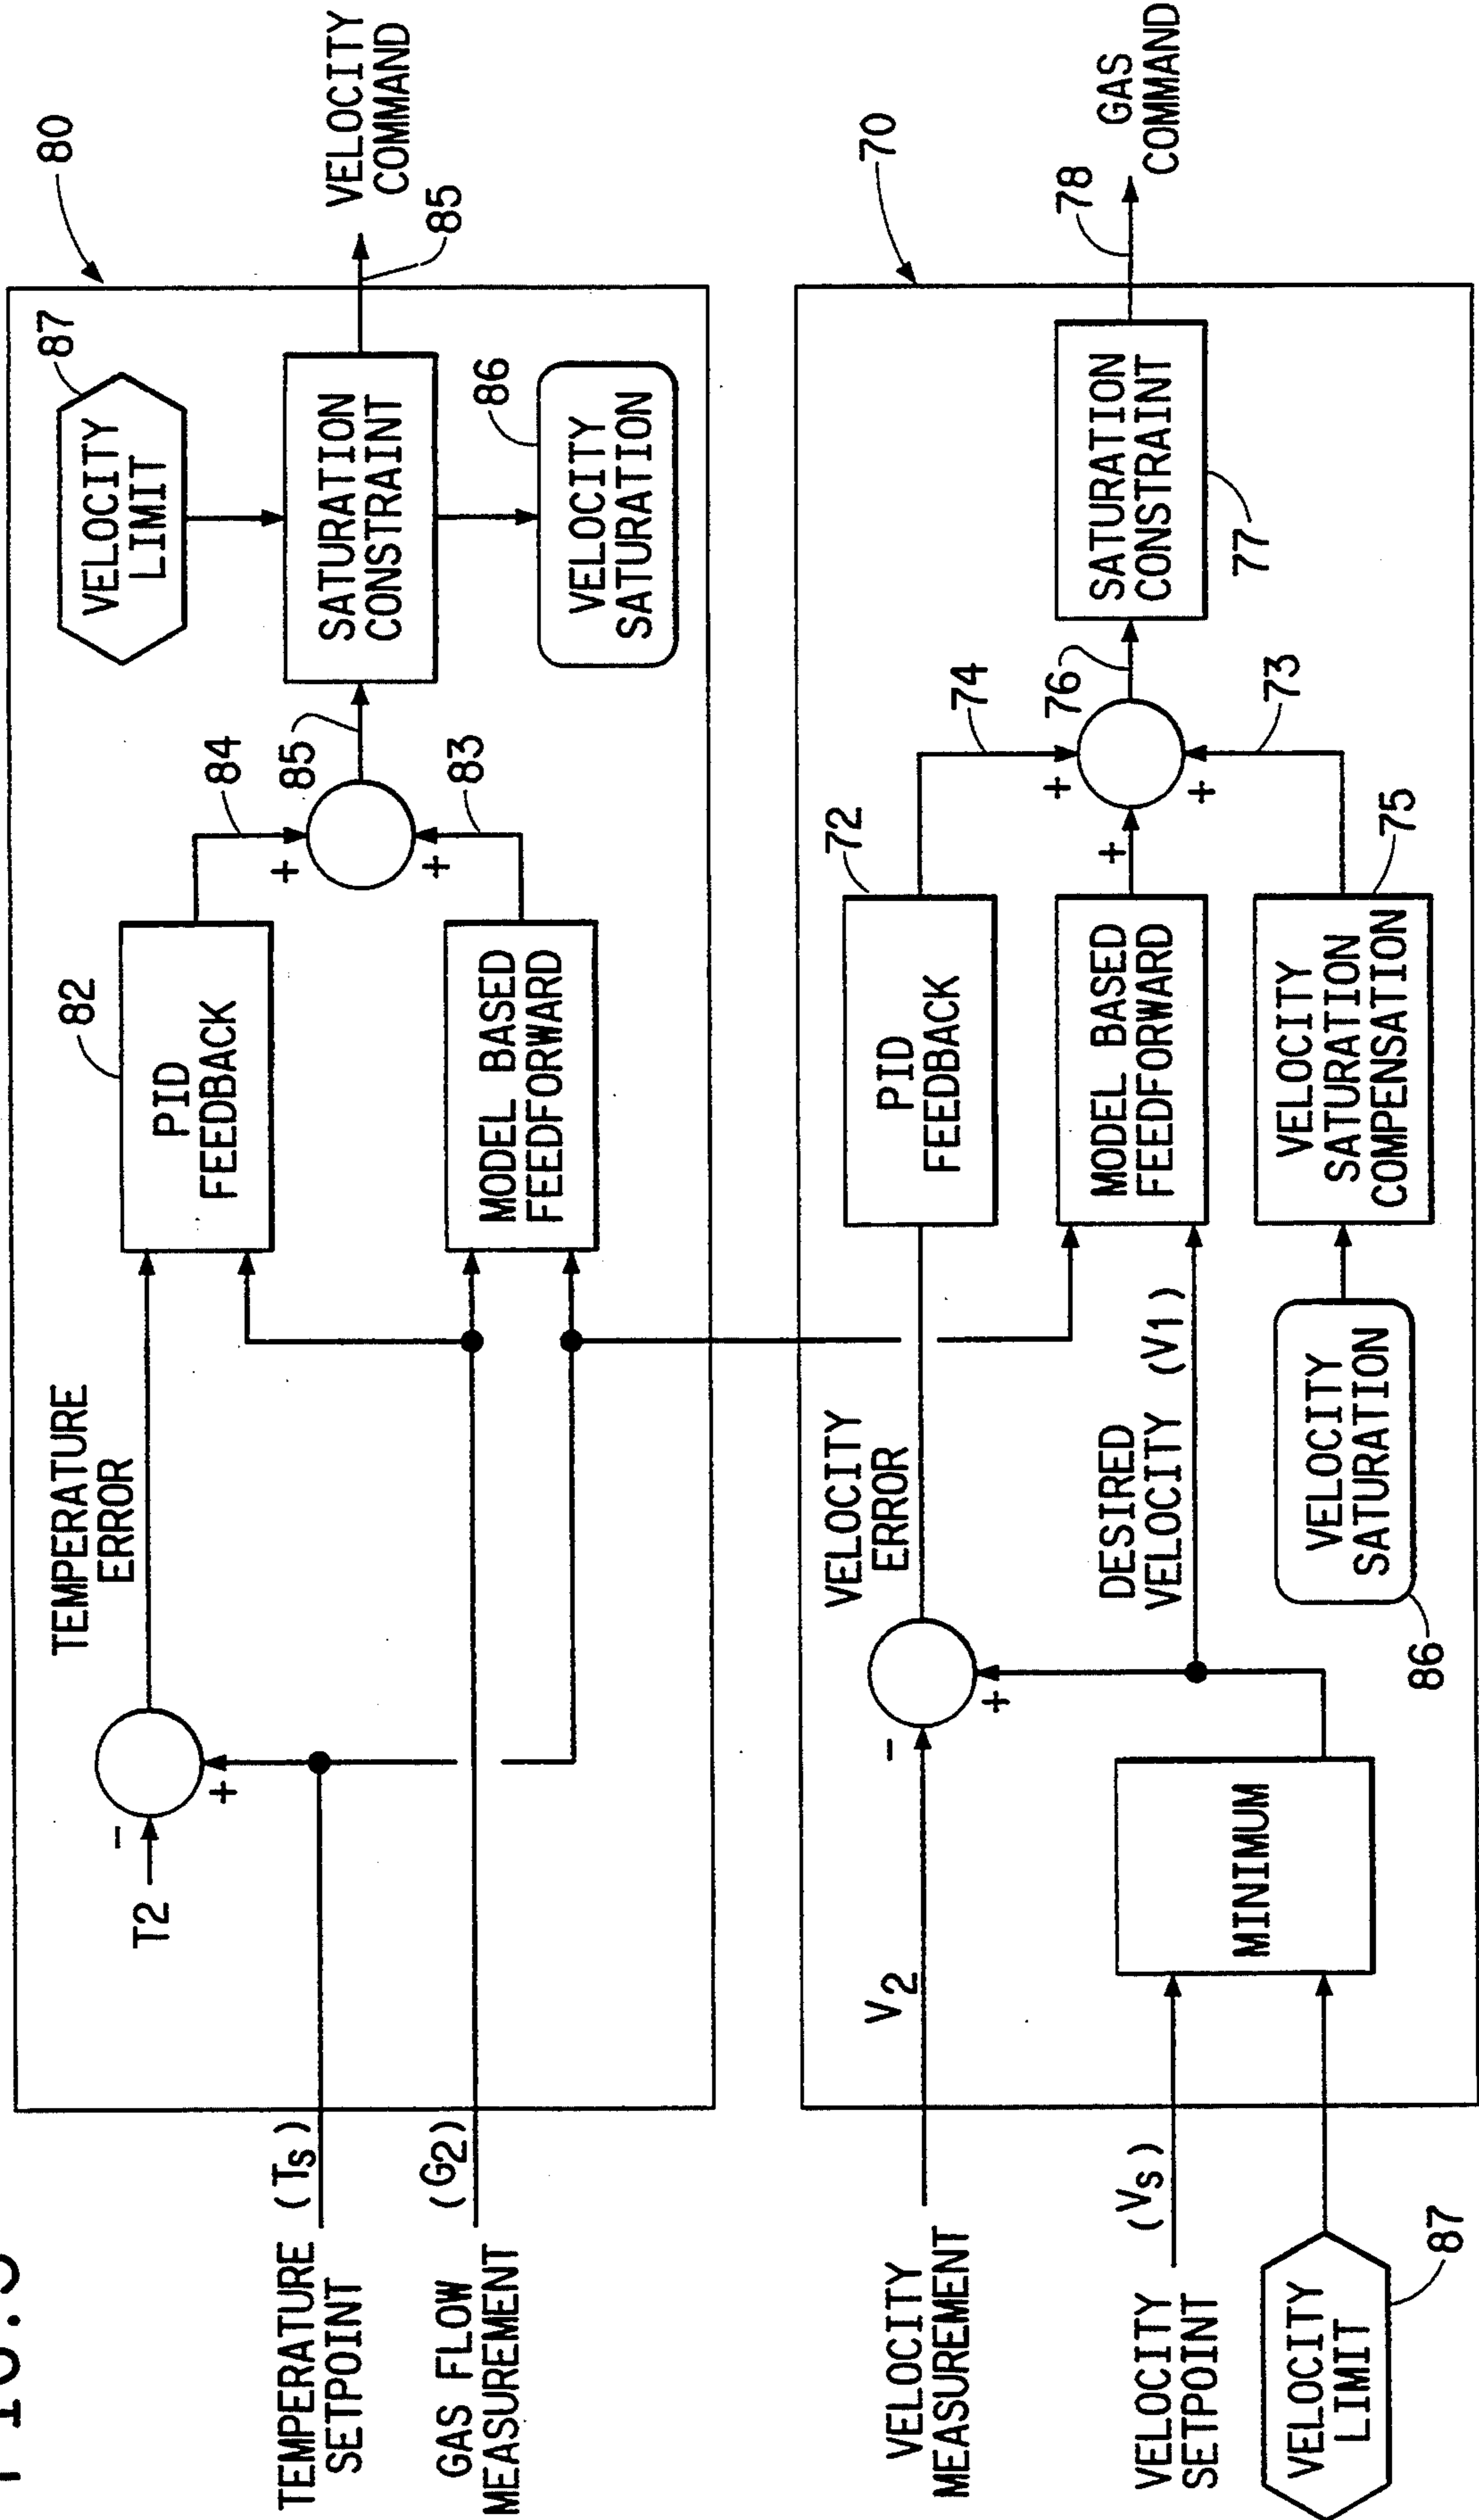 80
VELOCITY
COMMAND
85
87
VELOCITY
LIMIT
SATURATION
CONSTRAINT
86
VELOCITY
SATURATION
84
85
83
+
+
82
PID
FEEDBACK
MODEL BASED
FEEDFORWARD
TEMPERATURE
ERROR
T2
-
+
TEMPERATURE (Ts)
SETPOINT
GAS FLOW (G2)
MEASUREMENT
70
GAS
COMMAND
78
SATURATION
CONSTRAINT
77
74
76
73
+
+
+
72
PID
FEEDBACK
MODEL BASED
FEEDFORWARD
75
VELOCITY
SATURATION
COMPENSATION
VELOCITY
ERROR
DESIRED
VELOCITY (V1)
VELOCITY
SATURATION
86
-
+
V2
MINIMUM
VELOCITY
MEASUREMENT
VELOCITY (Vs)
SETPOINT
VELOCITY
LIMIT
87